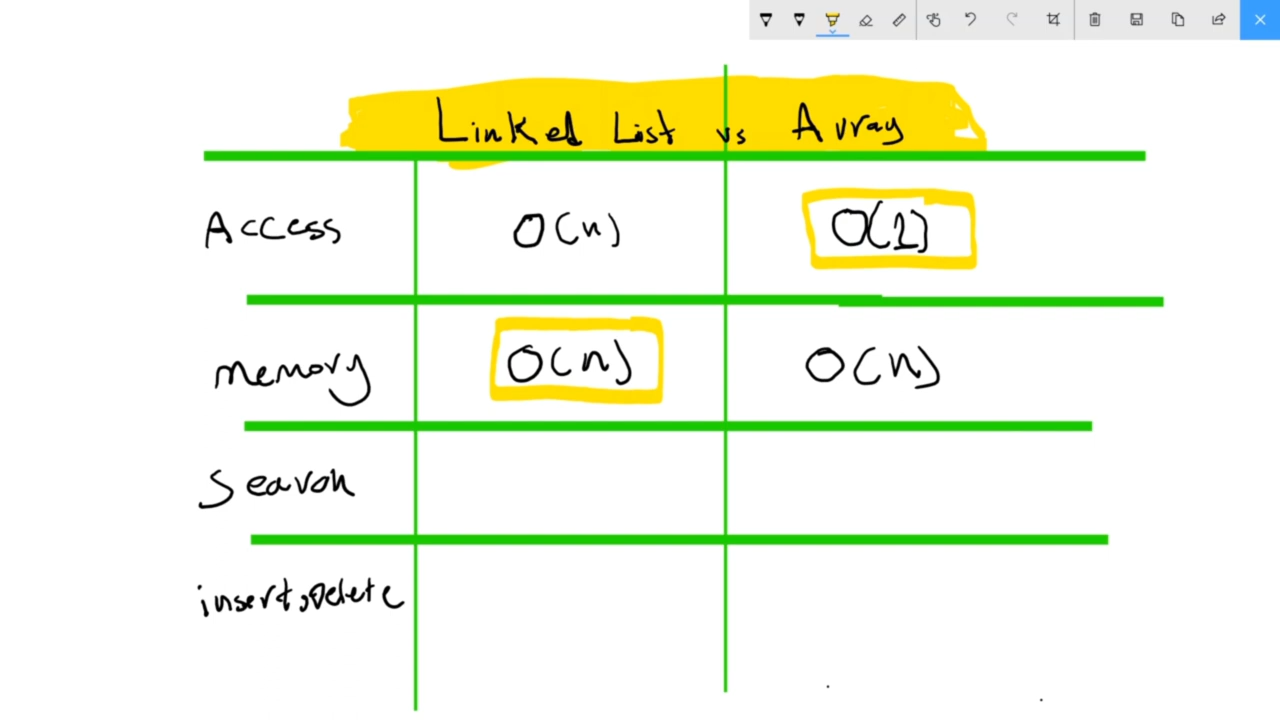 Linked List vs Array
Access O(n) O(1)
memory O(n) O(n)
Search
insert, Delete